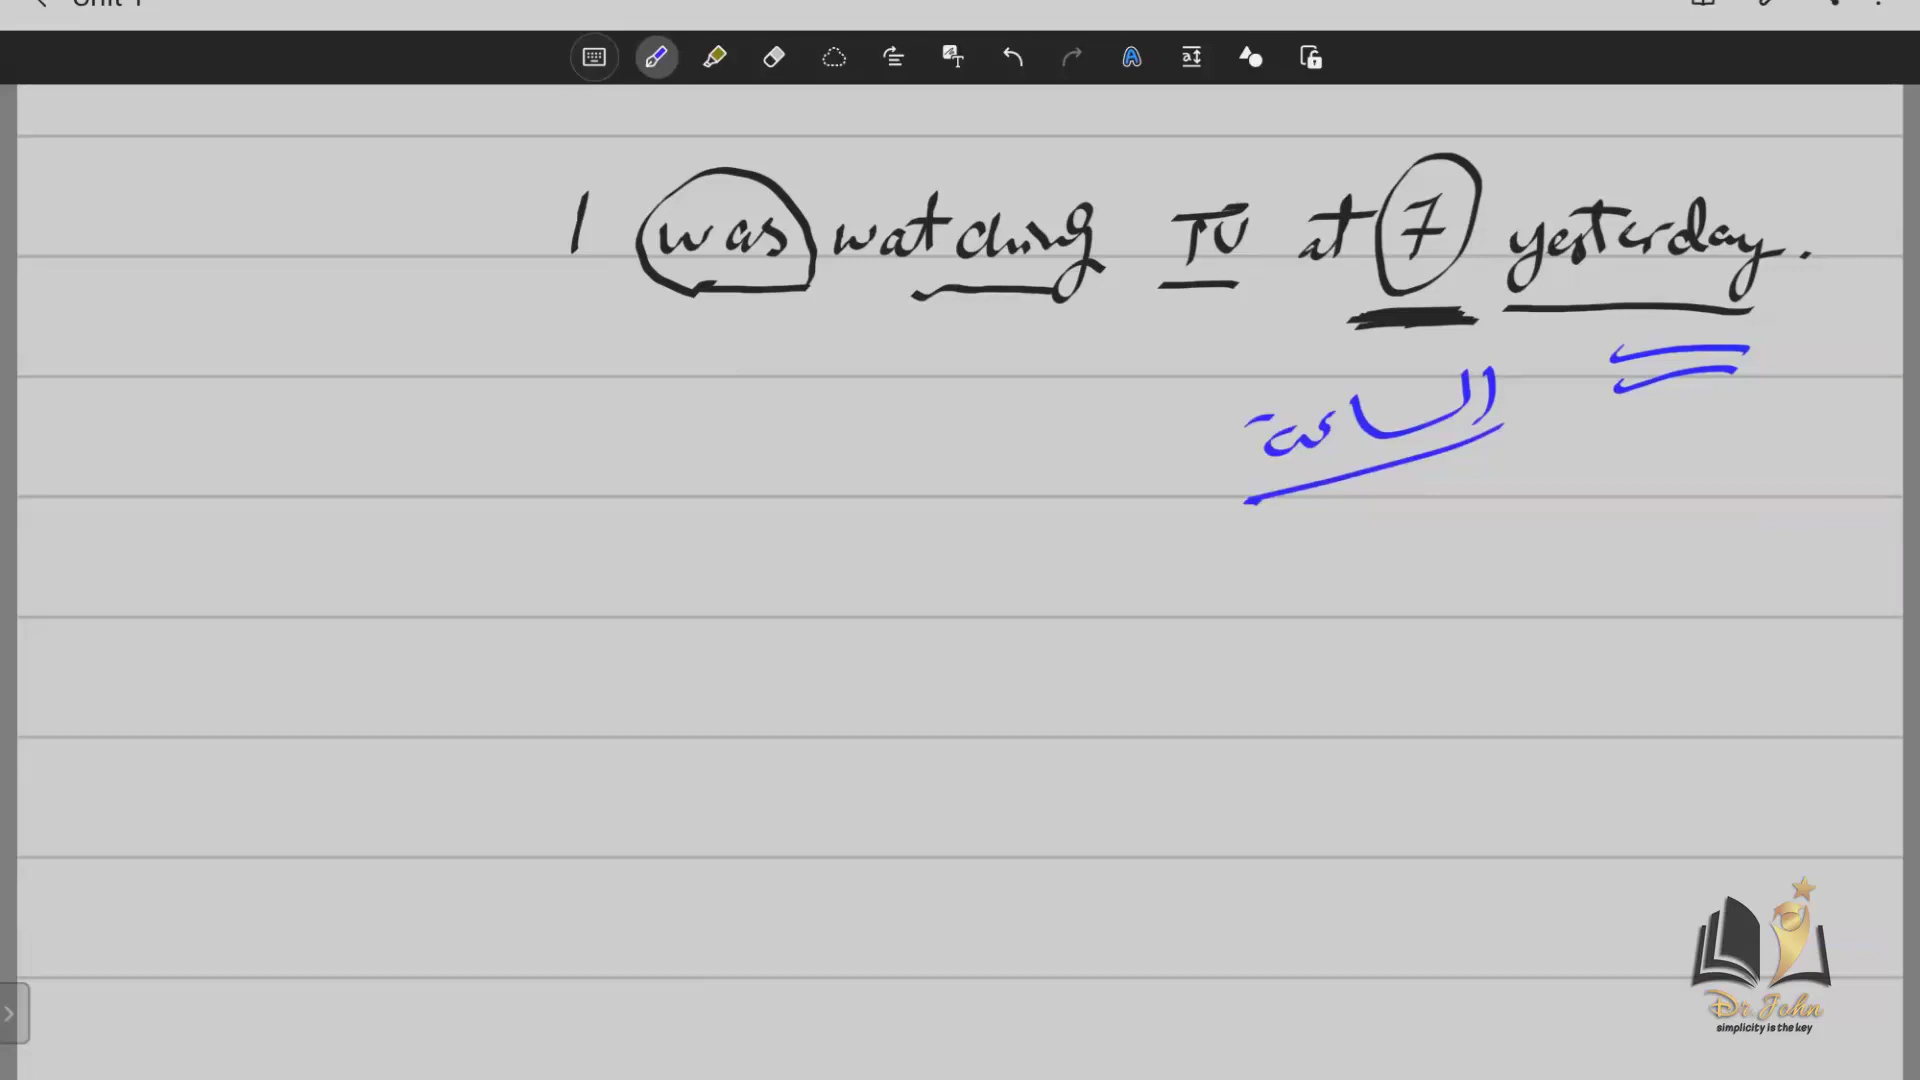 I was watching TV at 7 yesterday.
الساعة
Dr. John
simplicity is the key